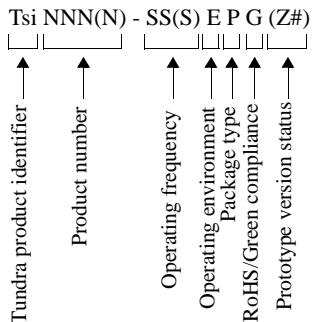 Tsi NNN(N) - SS(S) E P G (Z#)
Tundra product identifier
Product number
Operating frequency
Operating environment
Package type
RoHS/Green compliance
Prototype version status